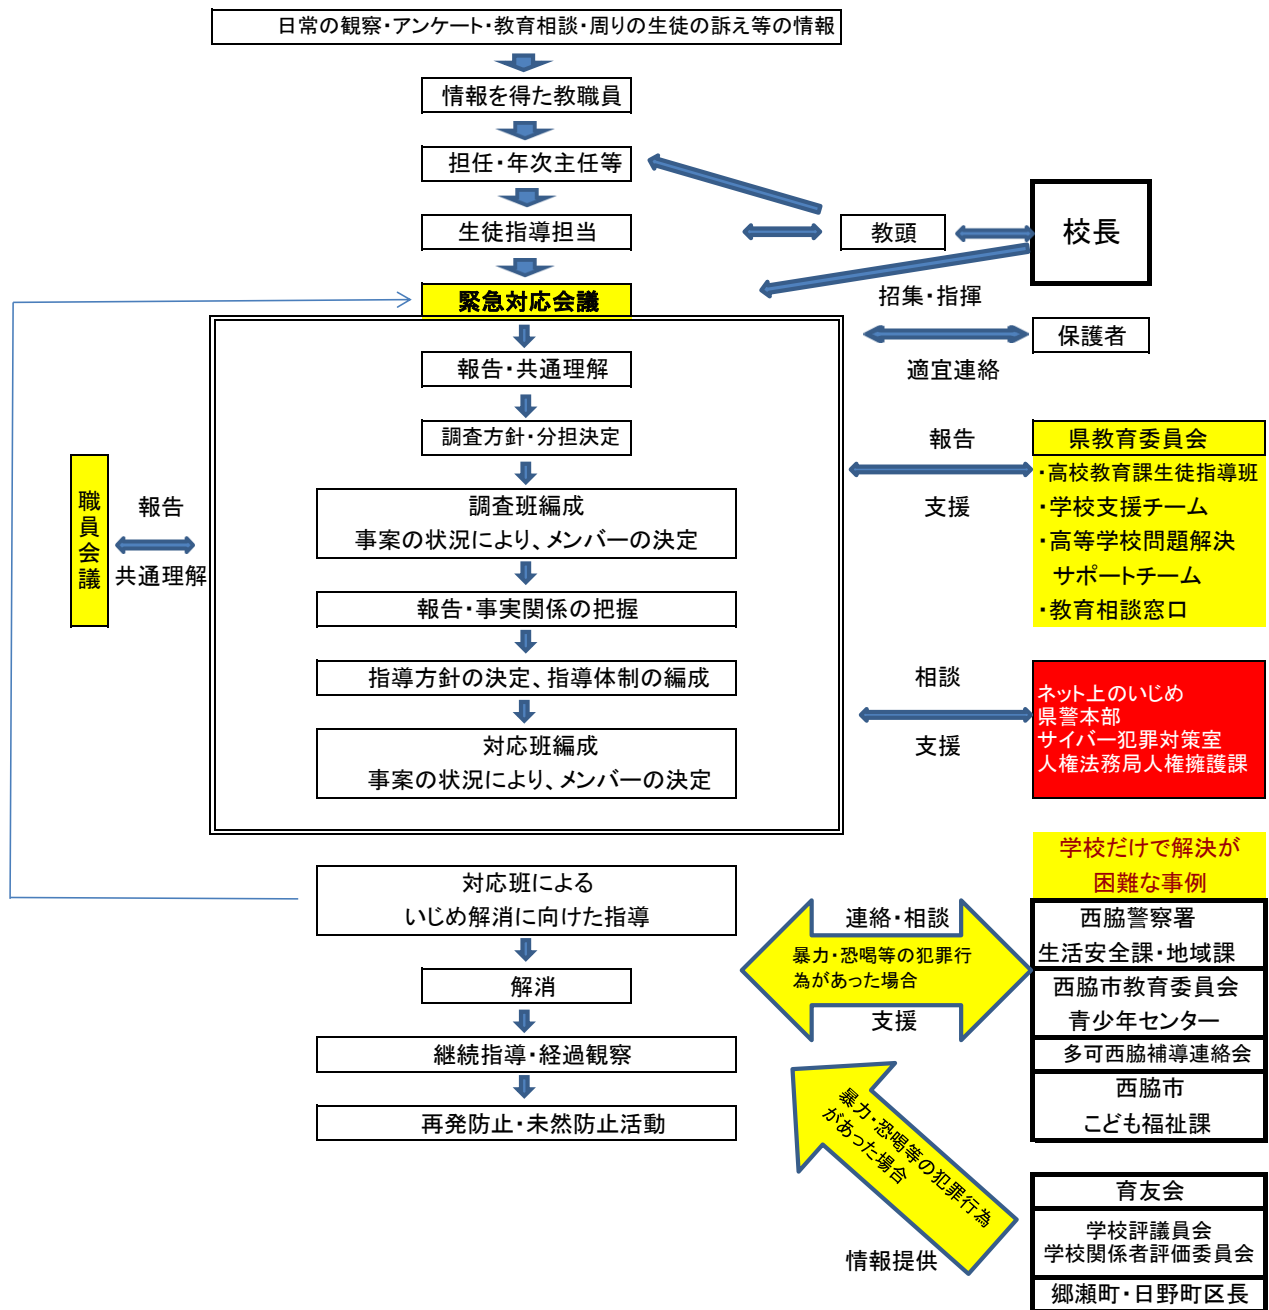 日常の観察・アンケート・教育相談・周りの生徒の訴え等の情報
情報を得た教職員
担任・年次主任等
生徒指導担当
教頭
校長
緊急対応会議
招集・指揮
保護者
適宜連絡
報告・共通理解
調査方針・分担決定
調査班編成
事案の状況により、メンバーの決定
報告・事実関係の把握
指導方針の決定、指導体制の編成
対応班編成
事案の状況により、メンバーの決定
職員会議
報告
共通理解
報告
支援
県教育委員会
・高校教育課生徒指導班
・学校支援チーム
・高等学校問題解決
サポートチーム
・教育相談窓口
相談
支援
ネット上のいじめ
県警本部
サイバー犯罪対策室
人権法務局人権擁護課
対応班による
いじめ解消に向けた指導
解消
継続指導・経過観察
再発防止・未然防止活動
連絡・相談
暴力・恐喝等の犯罪行
為があった場合
支援
学校だけで解決が
困難な事例
西脇警察署
生活安全課・地域課
西脇市教育委員会
青少年センター
多可西脇補導連絡会
西脇市
こども福祉課
暴力・恐喝等の犯罪行為
があった場合
情報提供
育友会
学校評議員会
学校関係者評価委員会
郷瀬町・日野町区長